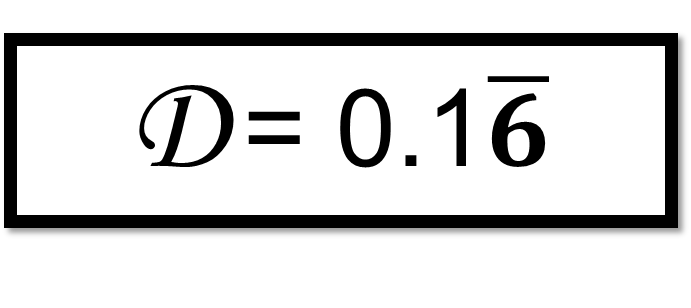 𝒟 = 0.16̅